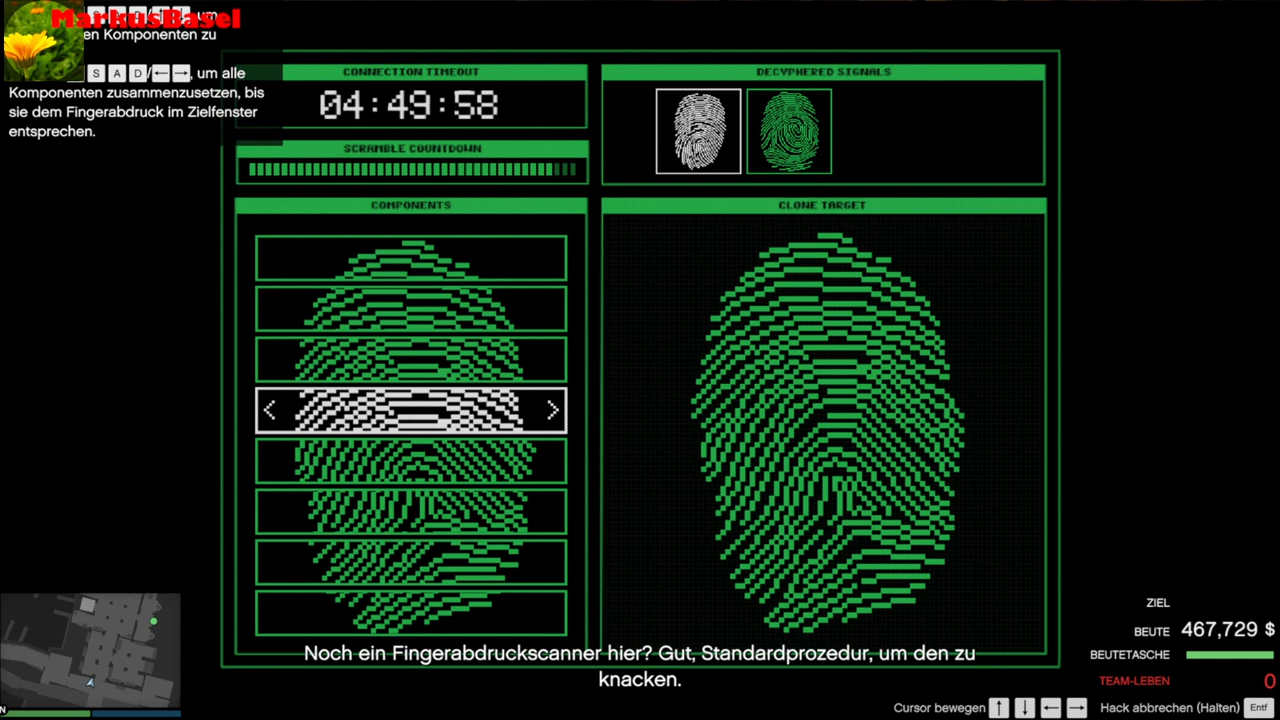 MarkusBasel
um
en Komponenten zu
S A D / ← →, um alle
Komponenten zusammenzusetzen, bis
sie dem Fingerabdruck im Zielfenster
entsprechen.
CONNECTION TIMEOUT
04:49:58
SCRAMBLE COUNTDOWN
DECYPHERED SIGNALS
COMPONENTS
CLONE TARGET
Noch ein Fingerabdruckscanner hier? Gut, Standardprozedur, um den zu
knacken.
ZIEL
BEUTE 467,729 $
BEUTETASCHE
TEAM-LEBEN 0
N
Cursor bewegen ↑ ↓ ← → Hack abbrechen (Halten) Entf